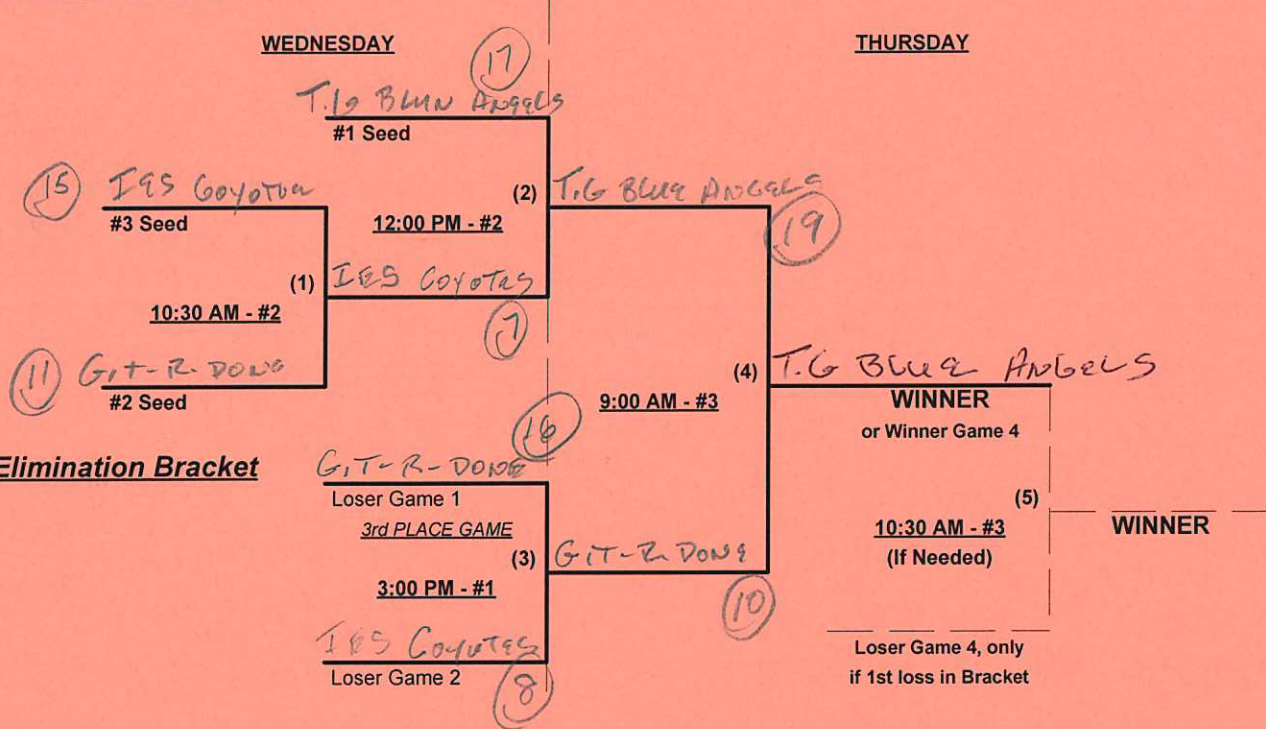 WEDNESDAY
THURSDAY
17
T.G BLUE ANGELS
#1 Seed
15 IES Coyotes
#3 Seed
(2) T.G BLUE ANGELS
12:00 PM - #2
19
(1) IES COYOTES
10:30 AM - #2
7
11 GIT-R-DONE
#2 Seed
(4) T.G BLUE ANGELS
9:00 AM - #3
WINNER
or Winner Game 4
16
Elimination Bracket
GIT-R-DONE
Loser Game 1
3rd PLACE GAME
(5)
10:30 AM - #3
WINNER
(If Needed)
(3) GIT-R DONE
3:00 PM - #1
10
IES Coyotes
Loser Game 2
8
Loser Game 4, only
if 1st loss in Bracket